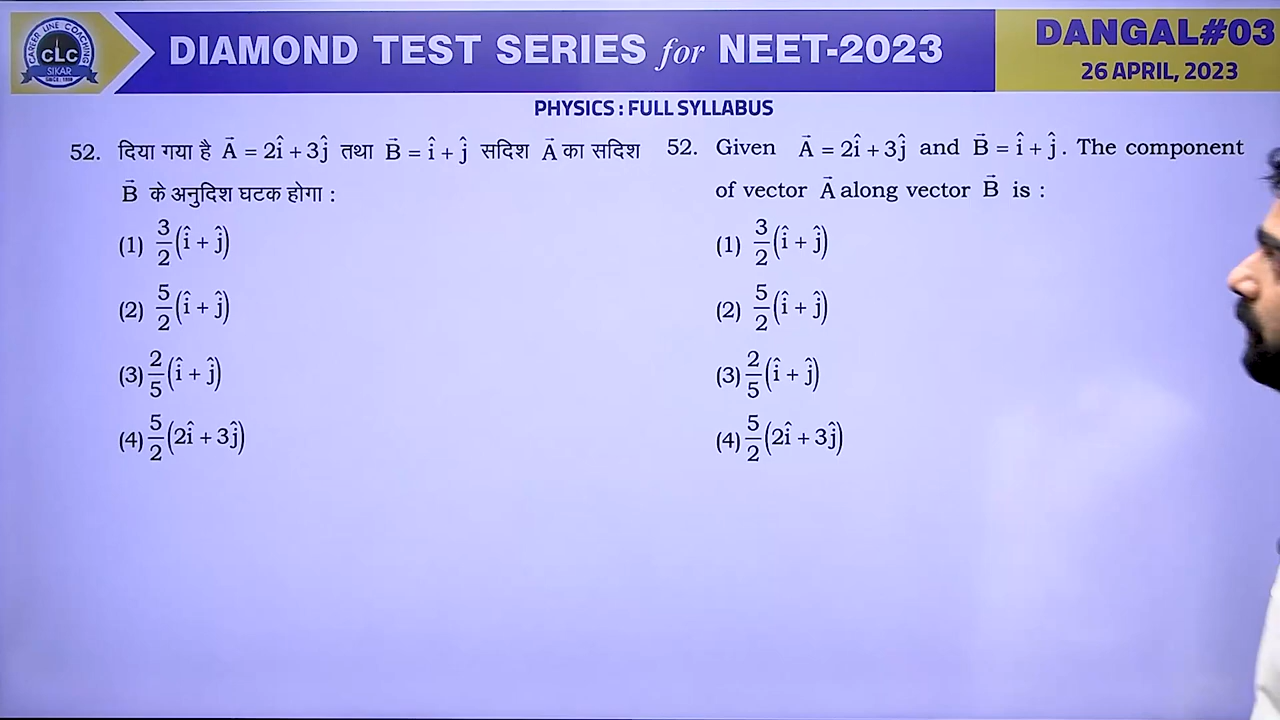 CAREER LINE COACHING
CLC
SIKAR
SINCE : 1996
DIAMOND TEST SERIES for NEET-2023
DANGAL#03
26 APRIL, 2023
PHYSICS : FULL SYLLABUS
52. दिया गया है A⃗ = 2î + 3ĵ तथा B⃗ = î + ĵ सदिश A⃗ का सदिश
B⃗ के अनुदिश घटक होगा :
(1) 3/2 (î + ĵ)
(2) 5/2 (î + ĵ)
(3) 2/5 (î + ĵ)
(4) 5/2 (2î + 3ĵ)
52. Given A⃗ = 2î + 3ĵ and B⃗ = î + ĵ. The component
of vector A⃗ along vector B⃗ is :
(1) 3/2 (î + ĵ)
(2) 5/2 (î + ĵ)
(3) 2/5 (î + ĵ)
(4) 5/2 (2î + 3ĵ)